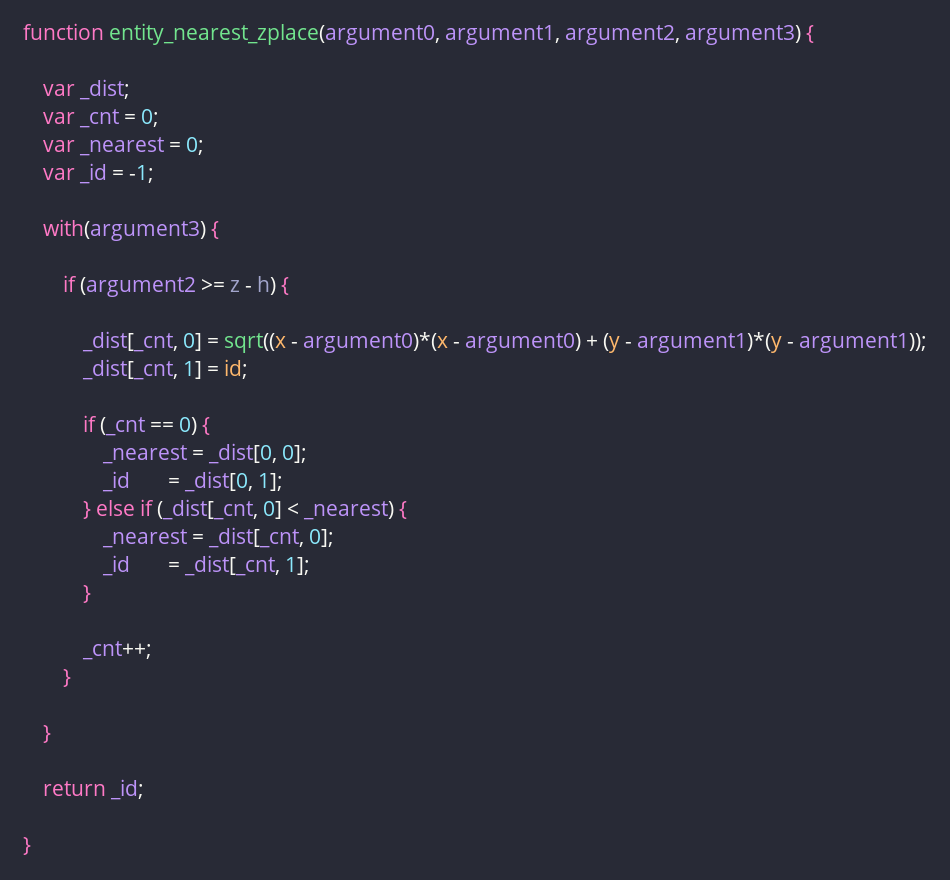 function entity_nearest_zplace(argument0, argument1, argument2, argument3) {
var _dist;
var _cnt = 0;
var _nearest = 0;
var _id = -1;
with(argument3) {
if (argument2 >= z - h) {
_dist[_cnt, 0] = sqrt((x - argument0)*(x - argument0) + (y - argument1)*(y - argument1));
_dist[_cnt, 1] = id;
if (_cnt == 0) {
_nearest = _dist[0, 0];
_id = _dist[0, 1];
} else if (_dist[_cnt, 0] < _nearest) {
_nearest = _dist[_cnt, 0];
_id = _dist[_cnt, 1];
}
_cnt++;
}
}
return _id;
}